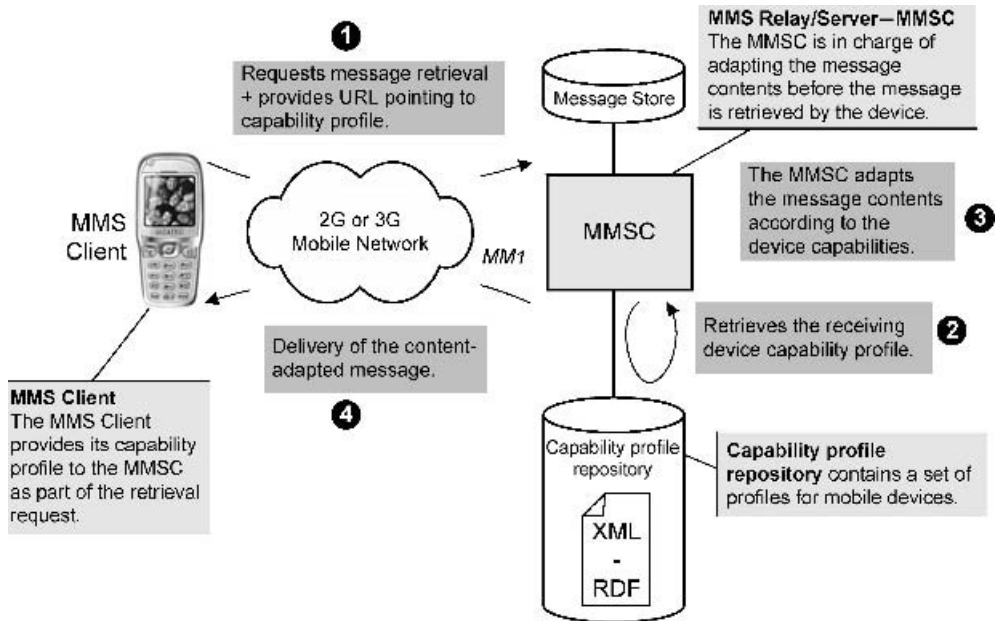 1
Requests message retrieval
+ provides URL pointing to
capability profile.
Message Store
MMS Relay/Server—MMSC
The MMSC is in charge of
adapting the message
contents before the message
is retrieved by the device.
MMS
Client
2G or 3G
Mobile Network
MM1
MMSC
The MMSC adapts
the message contents
according to the
device capabilities.
3
Retrieves the receiving
device capability profile.
2
Delivery of the content-
adapted message.
4
MMS Client
The MMS Client
provides its capability
profile to the MMSC
as part of the retrieval
request.
Capability profile
repository
XML
-
RDF
Capability profile
repository contains a set of
profiles for mobile devices.